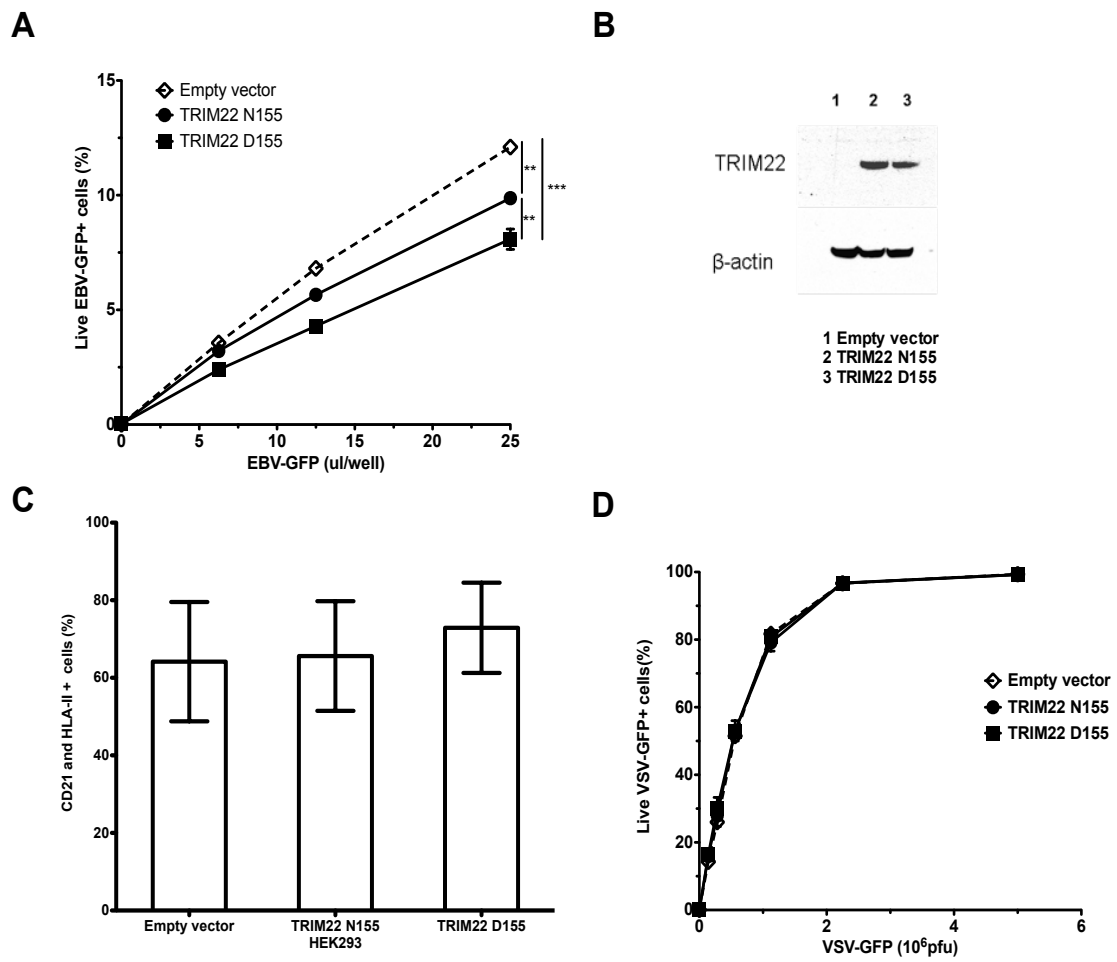 A
15
10
5
0
0 5 10 15 20 25
Live EBV-GFP+ cells (%)
EBV-GFP (ul/well)
Empty vector
TRIM22 N155
TRIM22 D155
**
**
***
B
1 2 3
TRIM22
β-actin
1 Empty vector
2 TRIM22 N155
3 TRIM22 D155
C
100
80
60
40
20
0
CD21 and HLA-II + cells (%)
Empty vector TRIM22 N155 TRIM22 D155
HEK293
D
100
80
60
50
40
30
20
10
0
0 2 4 6
Live VSV-GFP+ cells(%)
VSV-GFP (10⁶pfu)
Empty vector
TRIM22 N155
TRIM22 D155